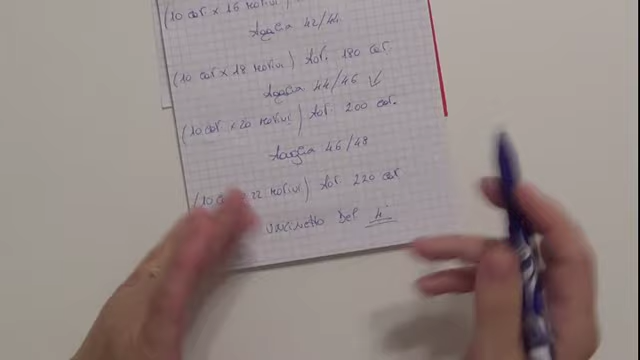 (10 cat x 16 motivi)
Taglia 42/44
(10 cat x 18 motivi) tot. 180 cat.
Taglia 44/46
(10 cat x 20 motivi) tot. 200 cat.
Taglia 46/48
(10 22 motivi) tot 220 cat
uncinetto del 4